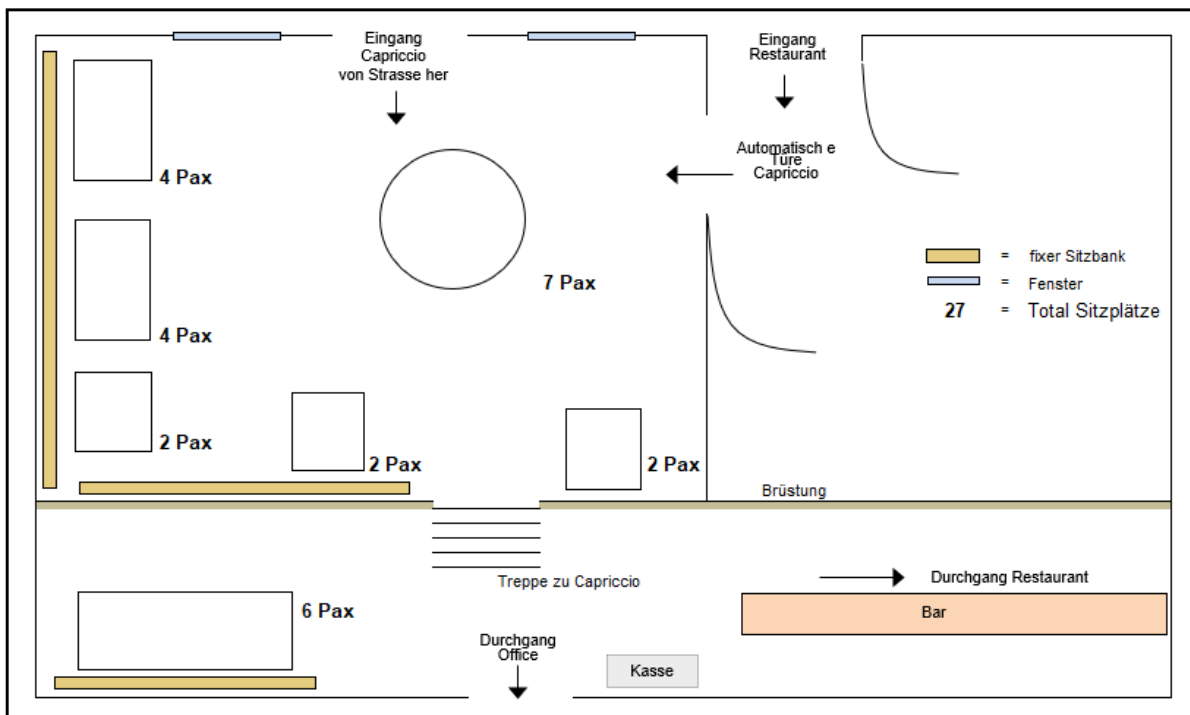 Eingang
Capriccio
von Strasse her
Eingang
Restaurant
Automatisch e
Türe
Capriccio
4 Pax
7 Pax
= fixer Sitzbank
= Fenster
27 = Total Sitzplätze
4 Pax
2 Pax
2 Pax
2 Pax
Brüstung
Treppe zu Capriccio
Durchgang Restaurant
6 Pax
Bar
Durchgang
Office
Kasse